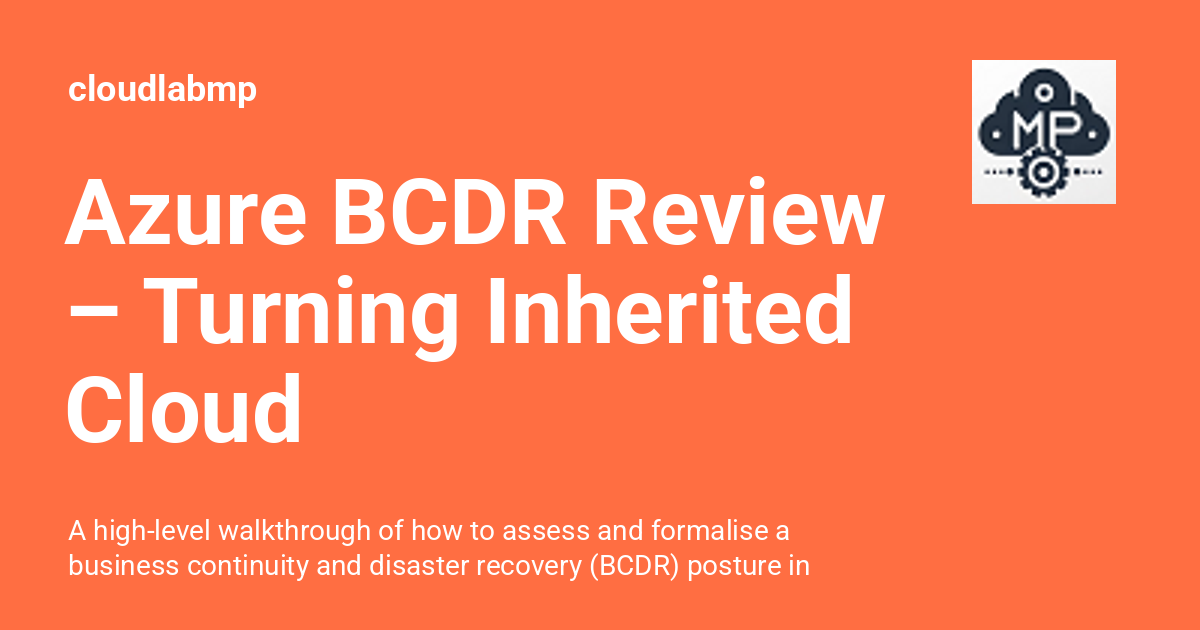 cloudlabmp
MP
Azure BCDR Review
– Turning Inherited
Cloud
A high-level walkthrough of how to assess and formalise a
business continuity and disaster recovery (BCDR) posture in